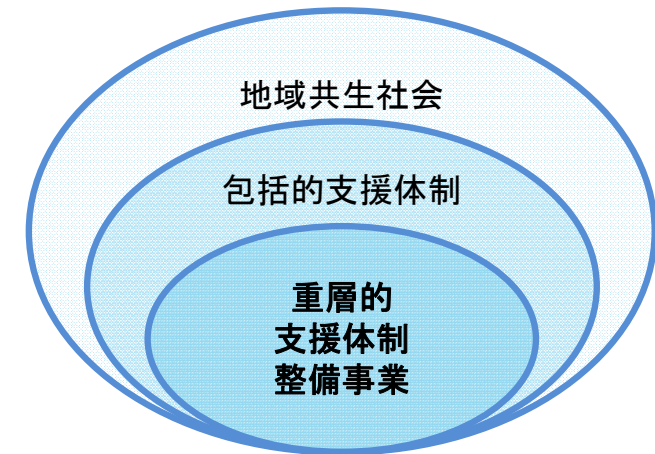 地域共生社会
包括的支援体制
重層的
支援体制
整備事業